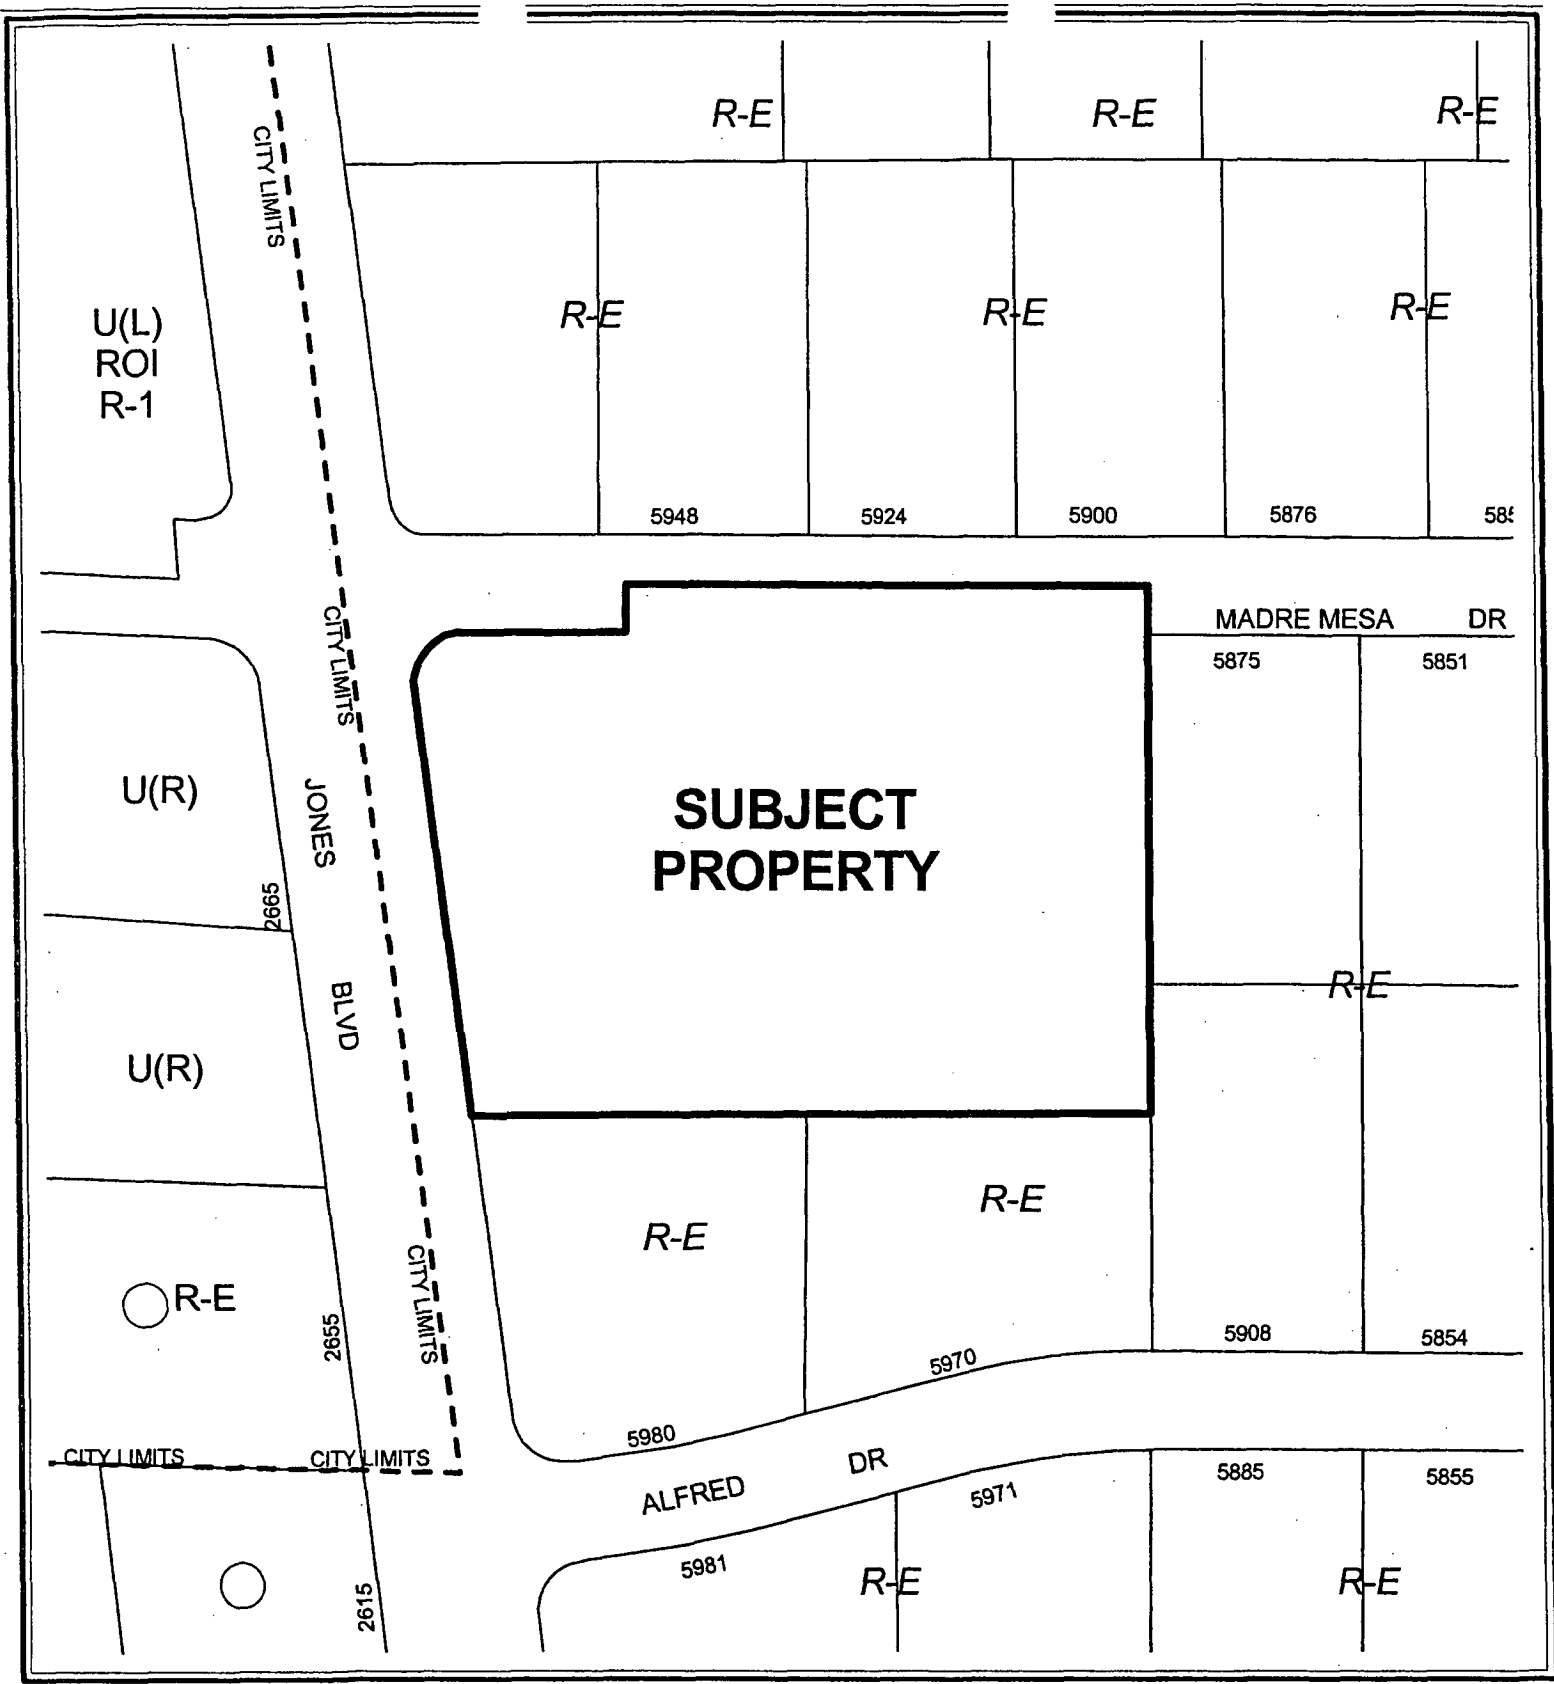 R-E
R-E
R-E
CITY LIMITS
U(L)
ROI
R-1
R-E
R-E
R-E
5948
5924
5900
5876
585
CITY LIMITS
MADRE MESA DR
5875
5851
U(R)
JONES BLVD
SUBJECT
PROPERTY
2665
R-E
U(R)
R-E
R-E
R-E
CITY LIMITS
2655
5908
5854
5970
5980
CITY LIMITS
CITY LIMITS
ALFRED DR
5971
5885
5855
5981
2615
R-E
R-E